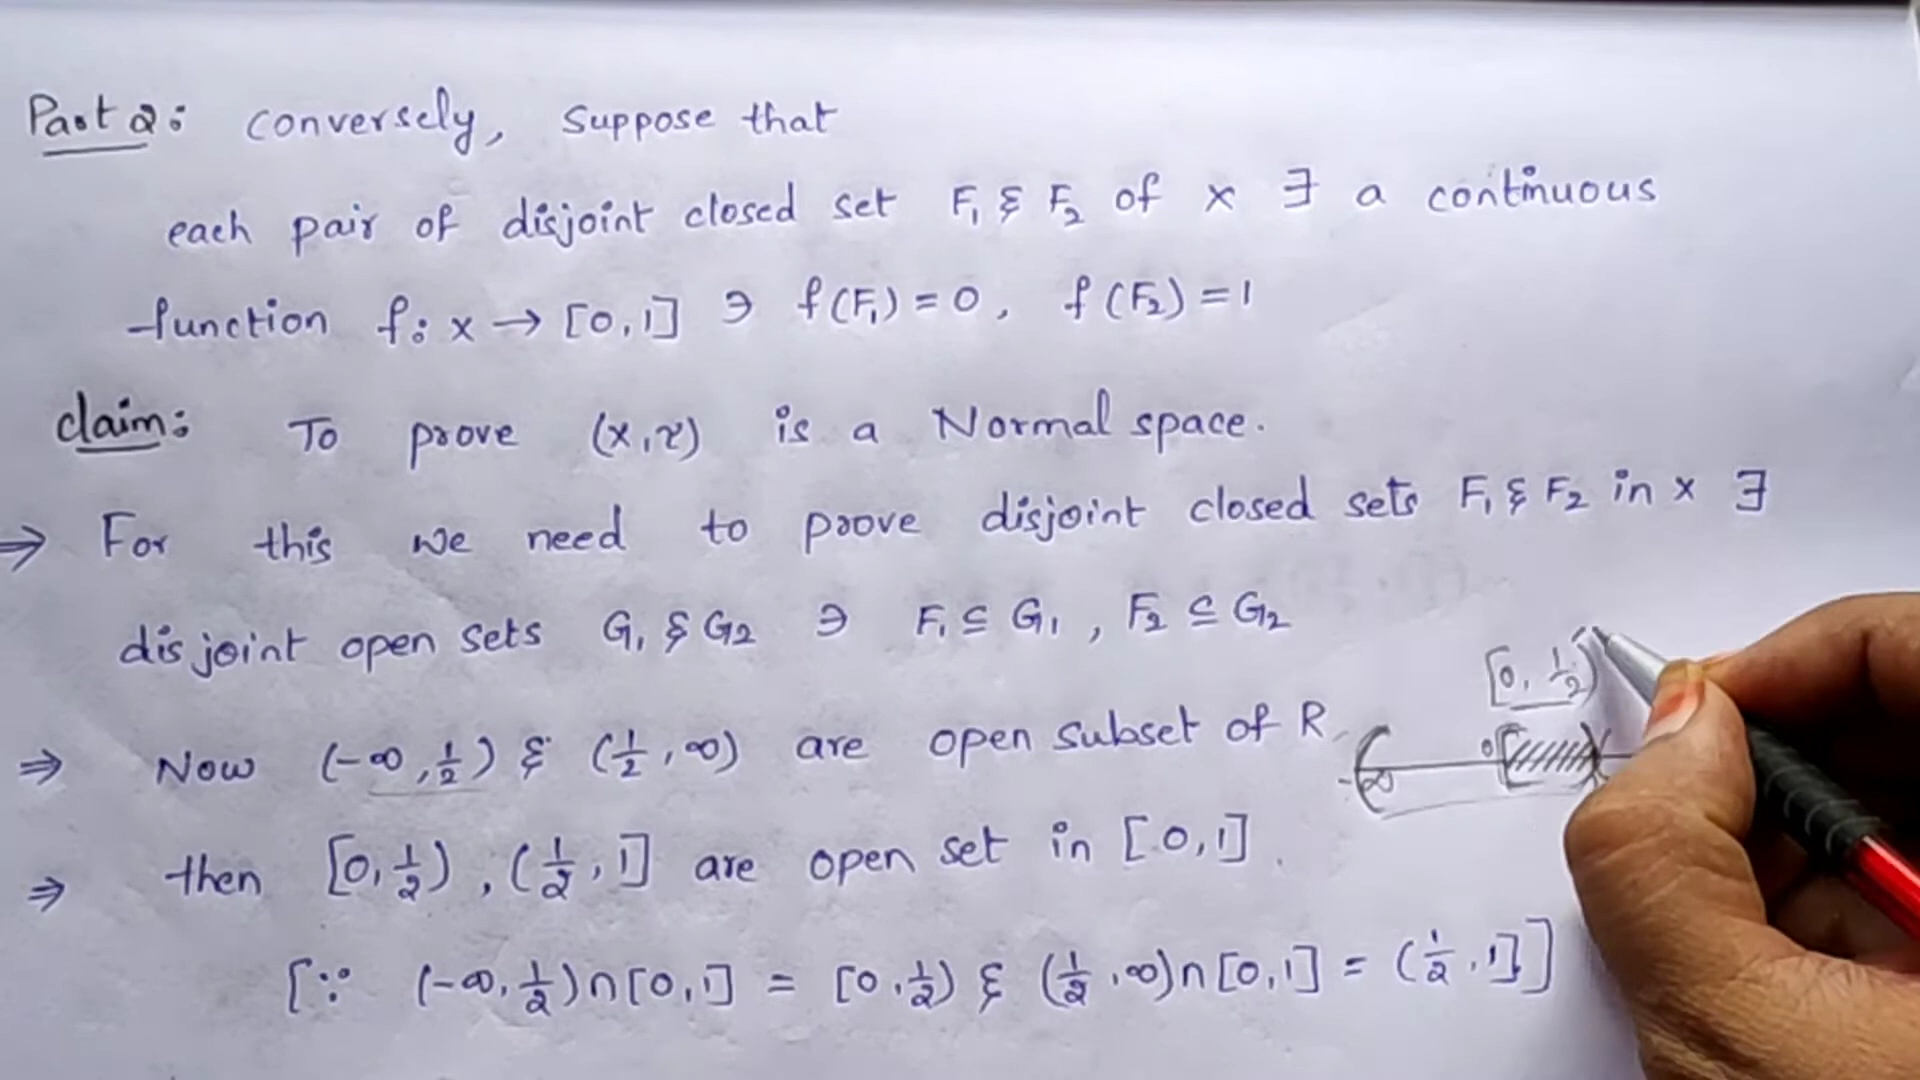 Part 2: conversely, suppose that
each pair of disjoint closed set F₁ & F₂ of x ∃ a continuous
function f: x → [0,1] ∋ f(F₁) = 0, f(F₂) = 1
claim: To prove (x,τ) is a Normal space.
⇒ For this we need to prove disjoint closed sets F₁ & F₂ in x ∃
disjoint open sets G₁ & G₂ ∋ F₁ ⊆ G₁, F₂ ⊆ G₂
[0, 1/2)
⇒ Now (-∞, 1/2) & (1/2, ∞) are open subset of R
-∞ 0
⇒ then [0, 1/2), (1/2, 1] are open set in [0,1].
[∵ (-∞, 1/2) ∩ [0,1] = [0, 1/2) & (1/2, ∞) ∩ [0,1] = (1/2, 1]]